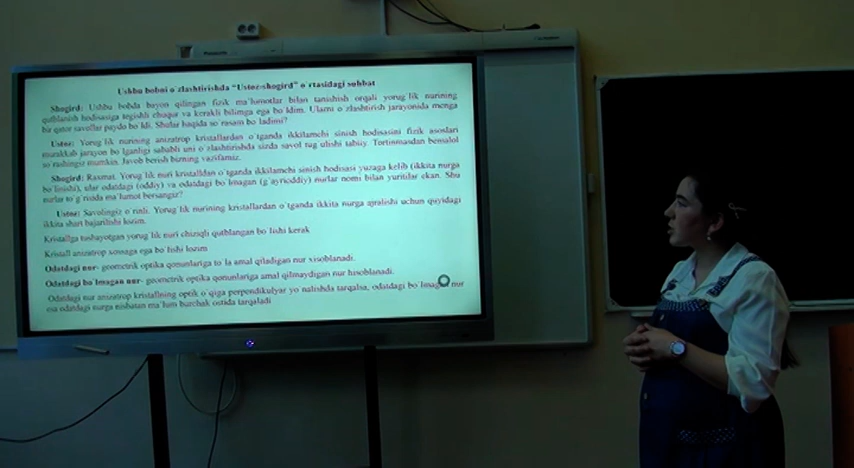 Ushbu bobni o`zlashtirishda "Ustoz-shogird" o`rtasidagi suhbat
Shogird: Ushbu bobda bayon qilingan fizik ma`lumotlar bilan tanishish orqali yorug`lik nurining
qutblanish hodisasiga tegishli chuqur va kerakli bilimga ega bo`ldim. Ularni o`zlashtirish jarayonida menga
bir qator savollar paydo bo`ldi. Shular haqida so`rasam bo`ladimi?
Ustoz: Yorug`lik nurining anizatrop kristallardan o`tganda ikkilamchi sinish hodisasini fizik asoslari
murakkab jarayon bo`lganligi sababli uni o`zlashtirishda sizda savol tug`ulishi tabiiy. Tortinmasdan bemalol
so`rashingiz mumkin. Javob berish bizning vazifamiz.
Shogird: Raxmat. Yorug`lik nuri kristalldan o`tganda ikkilamchi sinish hodisasi yuzaga kelib (ikkita nurga
bo`linishi), ular odatdagi (oddiy) va odatdagi bo`lmagan (g`ayrioddiy) nurlar nomi bilan yuritilar ekan. Shu
nurlar to`g`risida ma`lumot bersangiz?
Ustoz: Savolingiz o`rinli. Yorug`lik nurining kristallardan o`tganda ikkita nurga ajralishi uchun quyidagi
ikkita shart bajarilishi lozim.
Kristallga tushayotgan yorug`lik nuri chiziqli qutblangan bo`lishi kerak
Kristall anizatrop xossaga ega bo`lishi lozim
Odatdagi nur- geometrik optika qonunlariga to`la amal qiladigan nur xisoblanadi.
Odatdagi bo`lmagan nur- geometrik optika qonunlariga amal qilmaydigan nur hisoblanadi.
Odatdagi nur anizatrop kristallning optik o`qiga perpendikulyar yo`nalishda tarqalsa, odatdagi bo`lmagan nur
esa odatdagi nurga nisbatan ma`lum burchak ostida tarqaladi